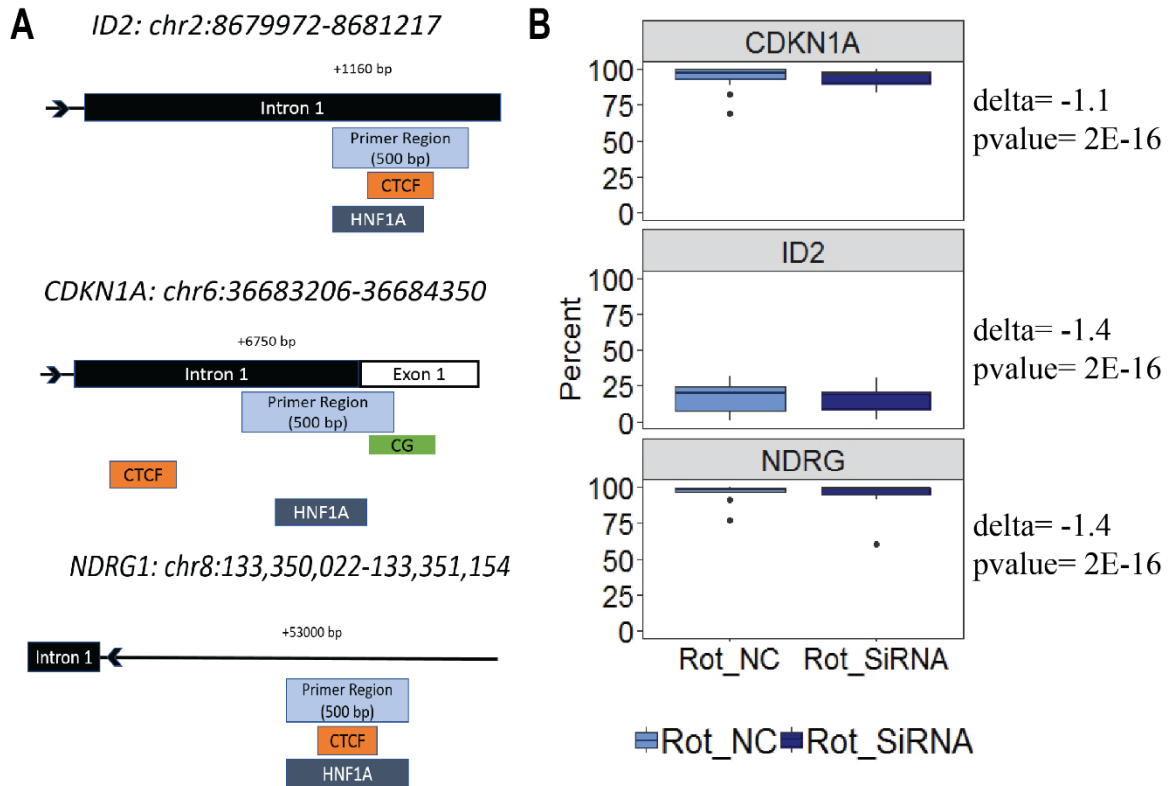 A
ID2: chr2:8679972-8681217
+1160 bp
Intron 1
Primer Region
(500 bp)
CTCF
HNF1A
CDKN1A: chr6:36683206-36684350
+6750 bp
Intron 1
Exon 1
Primer Region
(500 bp)
CG
CTCF
HNF1A
NDRG1: chr8:133,350,022-133,351,154
+53000 bp
Intron 1
Primer Region
(500 bp)
CTCF
HNF1A
B
Percent
CDKN1A
100
75
50
25
0
delta= -1.1
pvalue= 2E-16
ID2
100
75
50
25
0
delta= -1.4
pvalue= 2E-16
NDRG
100
75
50
25
0
delta= -1.4
pvalue= 2E-16
Rot_NC
Rot_SiRNA
Rot_NC
Rot_SiRNA